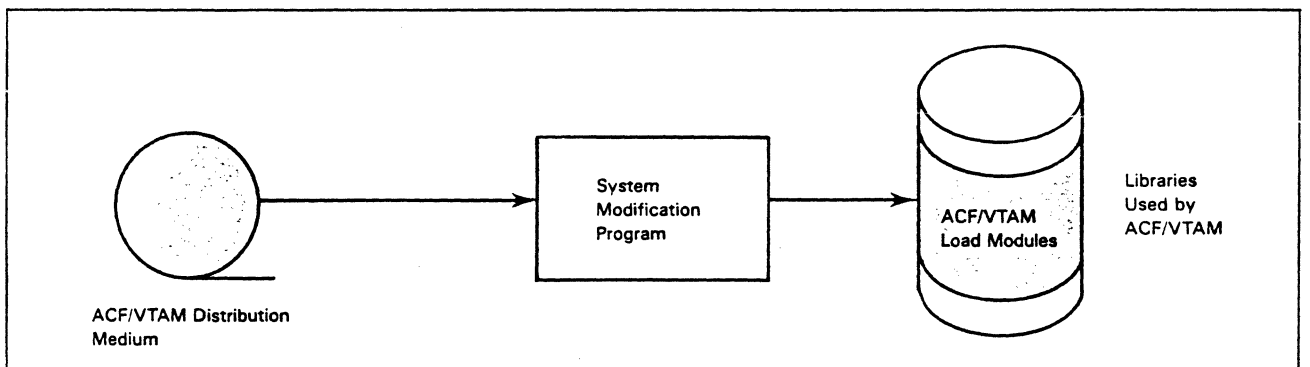 ACF/VTAM Distribution
Medium
System
Modification
Program
ACF/VTAM
Load Modules
Libraries
Used by
ACF/VTAM